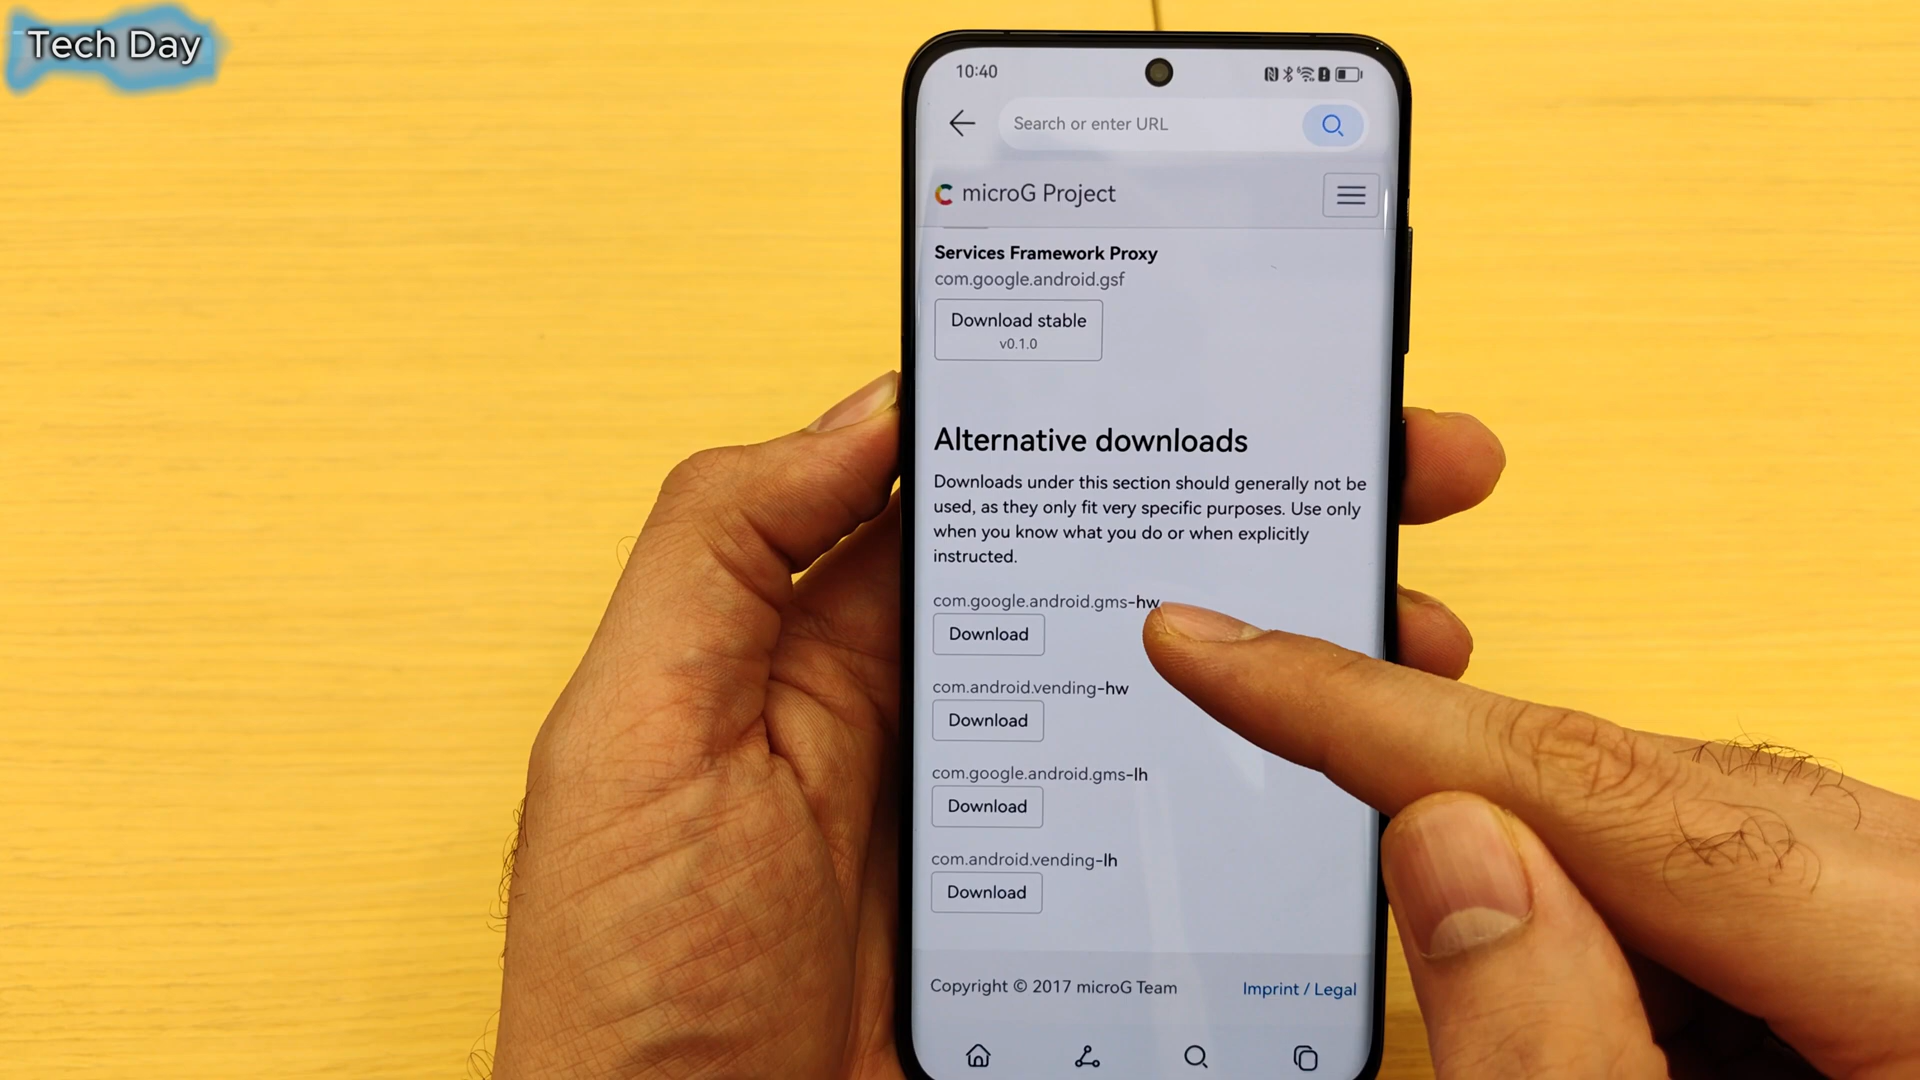 Tech Day
10:40
Search or enter URL
microG Project
Services Framework Proxy
com.google.android.gsf
Download stable
v0.1.0
Alternative downloads
Downloads under this section should generally not be
used, as they only fit very specific purposes. Use only
when you know what you do or when explicitly
instructed.
com.google.android.gms-hw
Download
com.android.vending-hw
Download
com.google.android.gms-lh
Download
com.android.vending-lh
Download
Copyright © 2017 microG Team
Imprint / Legal